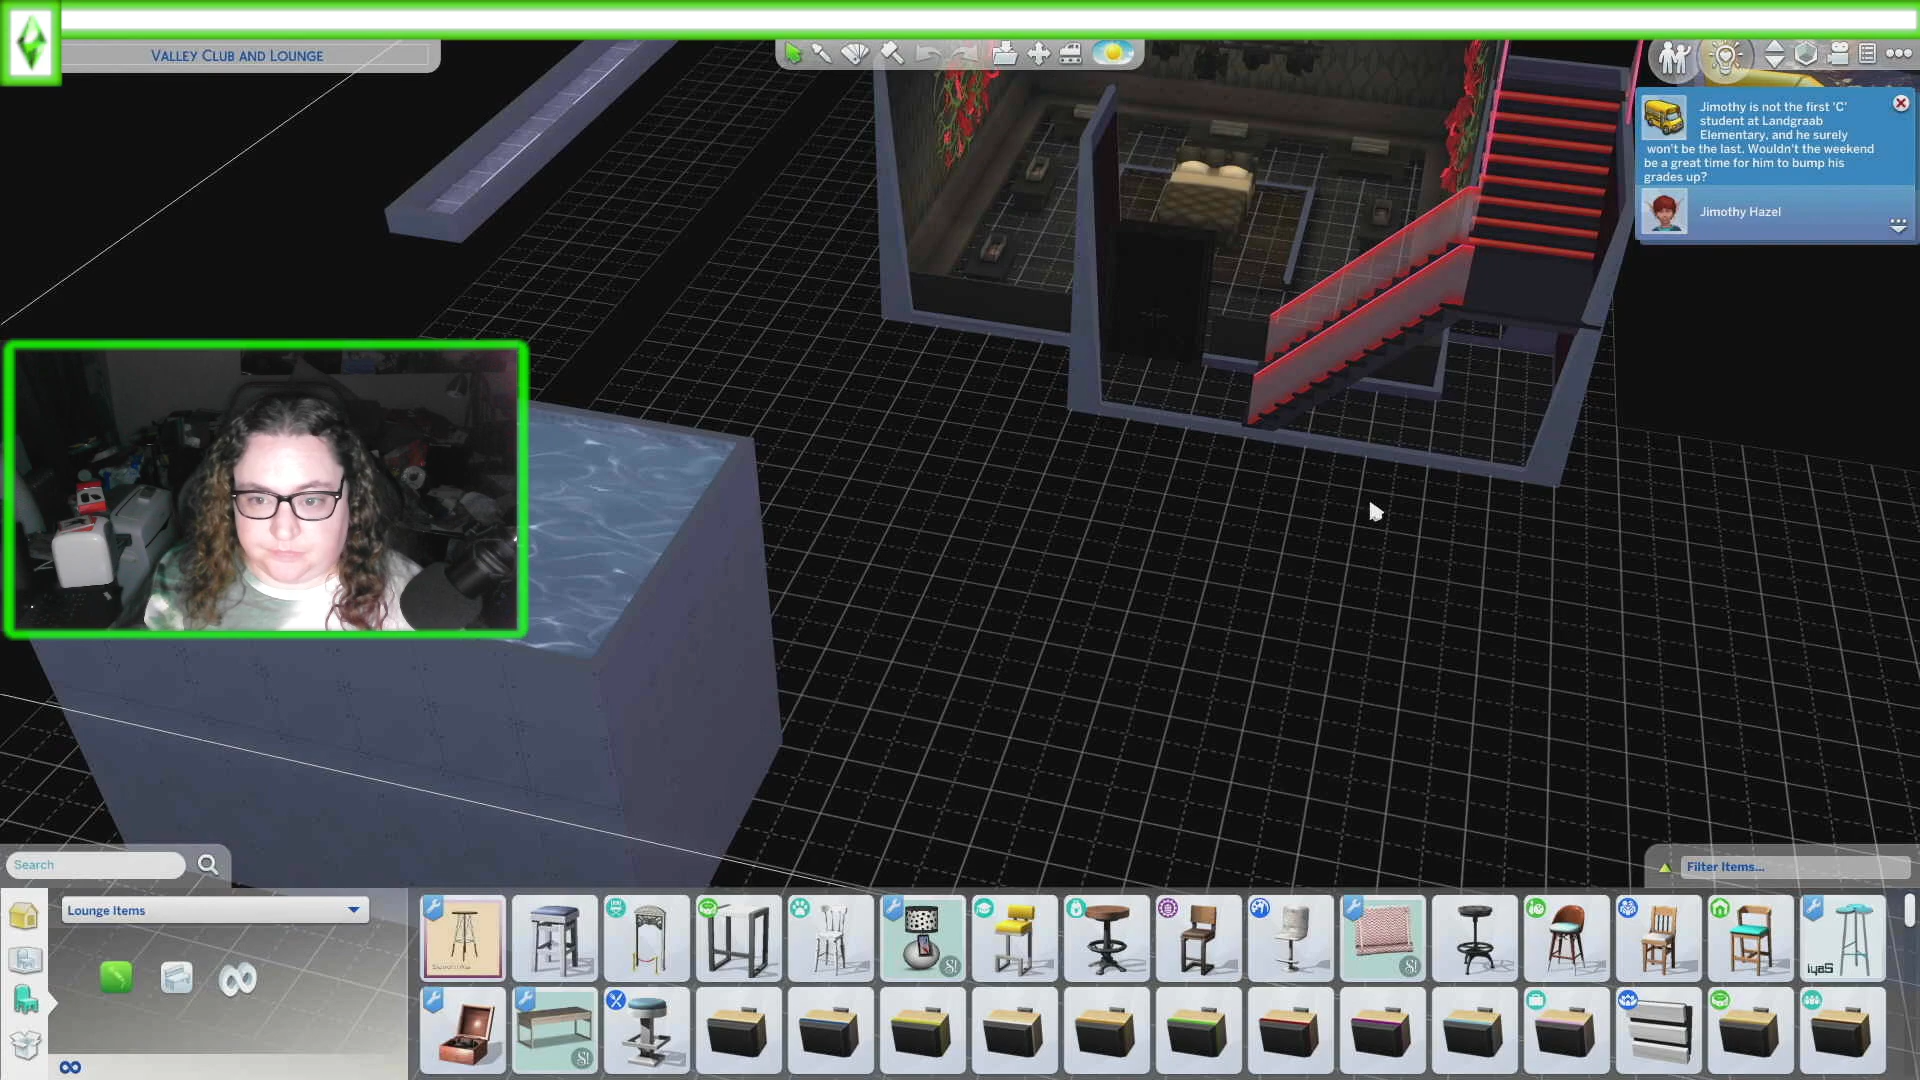 VALLEY CLUB AND LOUNGE
Jimothy is not the first 'C'
student at Landgraab
Elementary, and he surely
won't be the last. Wouldn't the weekend
be a great time for him to bump his
grades up?
Jimothy Hazel
Search
Filter Items...
Lounge Items